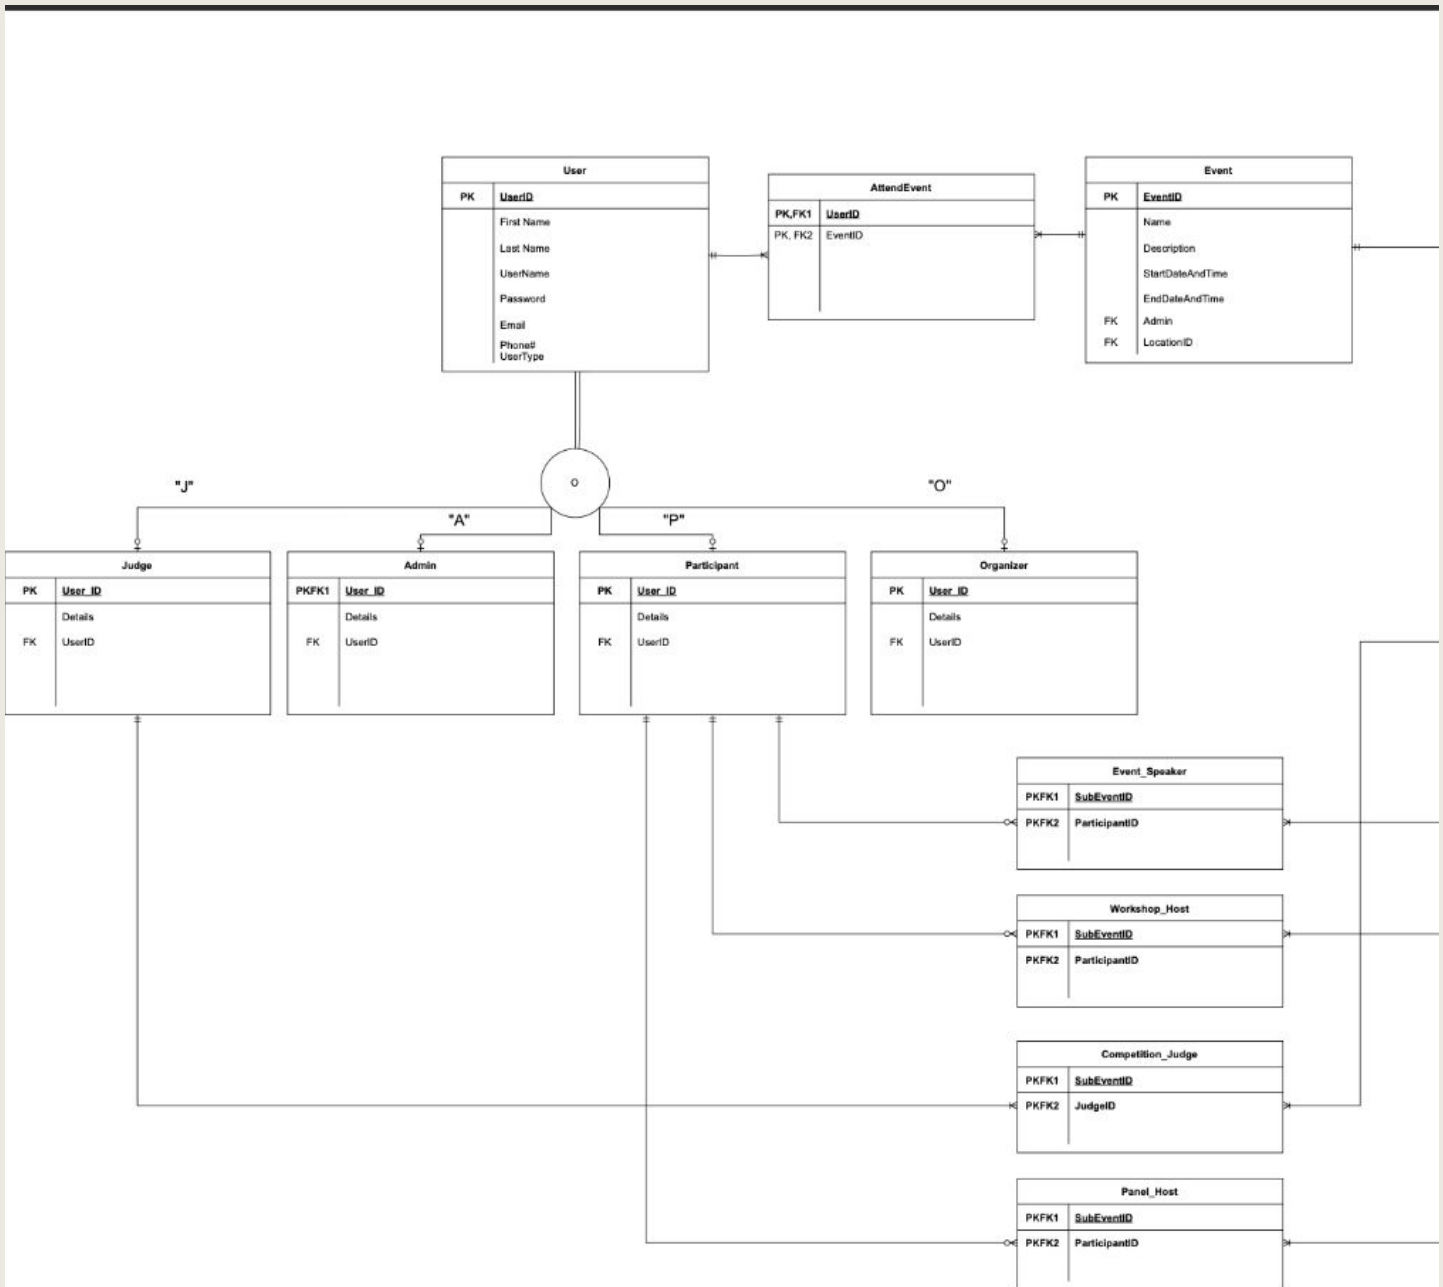 User
PK UserID
First Name
Last Name
UserName
Password
Email
Phone#
UserType
AttendEvent
PK,FK1 UserID
PK, FK2 EventID
Event
PK EventID
Name
Description
StartDateAndTime
EndDateAndTime
FK Admin
FK LocationID
O
"J"
"A"
"P"
"O"
Judge
PK User_ID
Details
FK UserID
Admin
PKFK1 User_ID
Details
FK UserID
Participant
PK User_ID
Details
FK UserID
Organizer
PK User_ID
Details
FK UserID
Event_Speaker
PKFK1 SubEventID
PKFK2 ParticipantID
Workshop_Host
PKFK1 SubEventID
PKFK2 ParticipantID
Competition_Judge
PKFK1 SubEventID
PKFK2 JudgeID
Panel_Host
PKFK1 SubEventID
PKFK2 ParticipantID